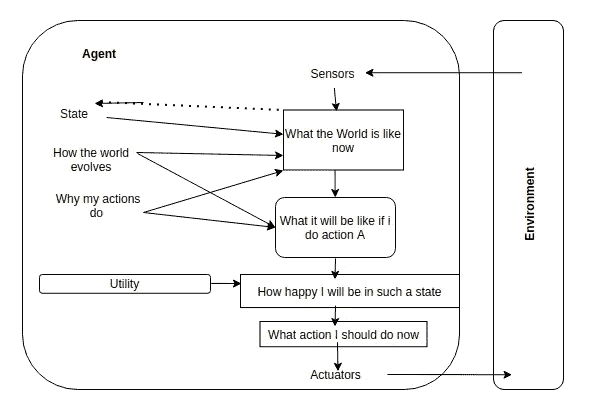 Agent
Sensors
State
What the World is like
now
How the world
evolves
Why my actions
do
What it will be like if i
do action A
Utility
How happy I will be in such a state
What action I should do now
Actuators
Environment